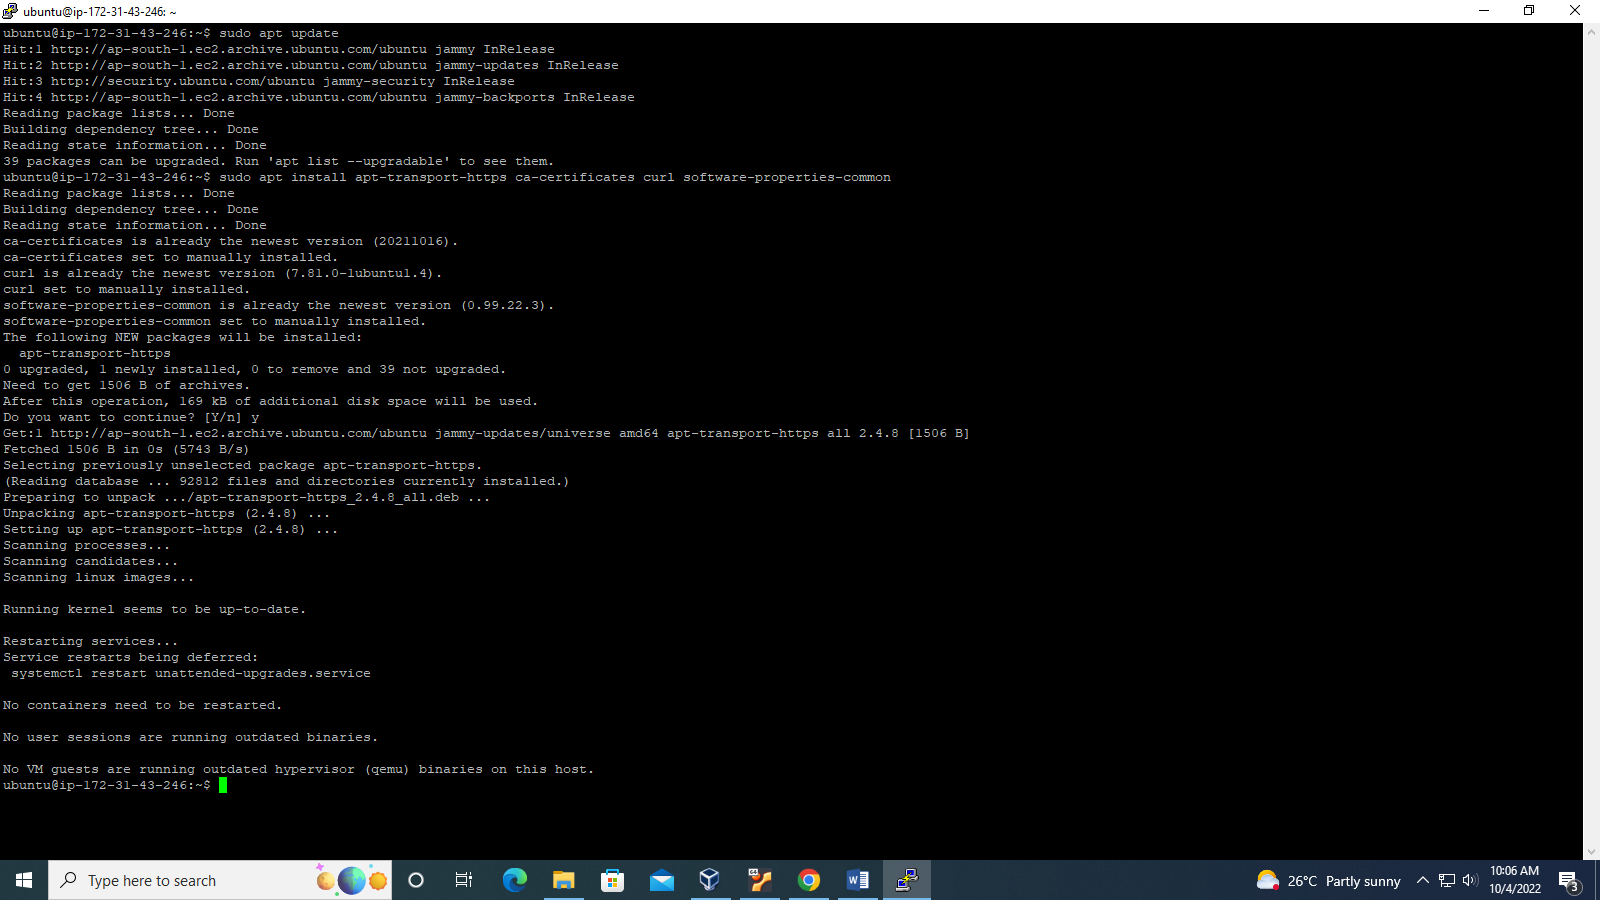 ubuntu@ip-172-31-43-246: ~
ubuntu@ip-172-31-43-246:~$ sudo apt update
Hit:1 http://ap-south-1.ec2.archive.ubuntu.com/ubuntu jammy InRelease
Hit:2 http://ap-south-1.ec2.archive.ubuntu.com/ubuntu jammy-updates InRelease
Hit:3 http://security.ubuntu.com/ubuntu jammy-security InRelease
Hit:4 http://ap-south-1.ec2.archive.ubuntu.com/ubuntu jammy-backports InRelease
Reading package lists... Done
Building dependency tree... Done
Reading state information... Done
39 packages can be upgraded. Run 'apt list --upgradable' to see them.
ubuntu@ip-172-31-43-246:~$ sudo apt install apt-transport-https ca-certificates curl software-properties-common
Reading package lists... Done
Building dependency tree... Done
Reading state information... Done
ca-certificates is already the newest version (20211016).
ca-certificates set to manually installed.
curl is already the newest version (7.81.0-1ubuntu1.4).
curl set to manually installed.
software-properties-common is already the newest version (0.99.22.3).
software-properties-common set to manually installed.
The following NEW packages will be installed:
  apt-transport-https
0 upgraded, 1 newly installed, 0 to remove and 39 not upgraded.
Need to get 1506 B of archives.
After this operation, 169 kB of additional disk space will be used.
Do you want to continue? [Y/n] y
Get:1 http://ap-south-1.ec2.archive.ubuntu.com/ubuntu jammy-updates/universe amd64 apt-transport-https all 2.4.8 [1506 B]
Fetched 1506 B in 0s (5743 B/s)
Selecting previously unselected package apt-transport-https.
(Reading database ... 92812 files and directories currently installed.)
Preparing to unpack .../apt-transport-https_2.4.8_all.deb ...
Unpacking apt-transport-https (2.4.8) ...
Setting up apt-transport-https (2.4.8) ...
Scanning processes...
Scanning candidates...
Scanning linux images...
Running kernel seems to be up-to-date.
Restarting services...
Service restarts being deferred:
 systemctl restart unattended-upgrades.service
No containers need to be restarted.
No user sessions are running outdated binaries.
No VM guests are running outdated hypervisor (qemu) binaries on this host.
ubuntu@ip-172-31-43-246:~$
Type here to search
26°C Partly sunny
10:06 AM
10/4/2022
3